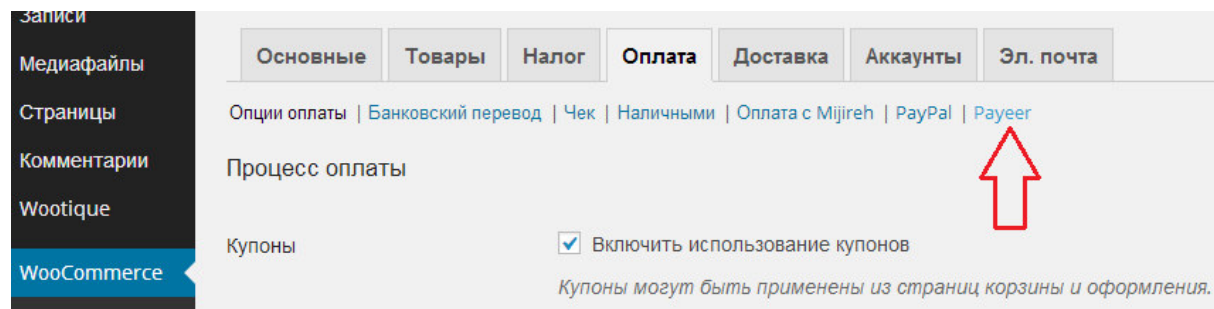 Записи
Медиафайлы
Страницы
Комментарии
Wootique
WooCommerce
Основные Товары Налог Оплата Доставка Аккаунты Эл. почта
Опции оплаты | Банковский перевод | Чек | Наличными | Оплата с Mijireh | PayPal | Payeer
Процесс оплаты
Купоны
Включить использование купонов
Купоны могут быть применены из страниц корзины и оформления.